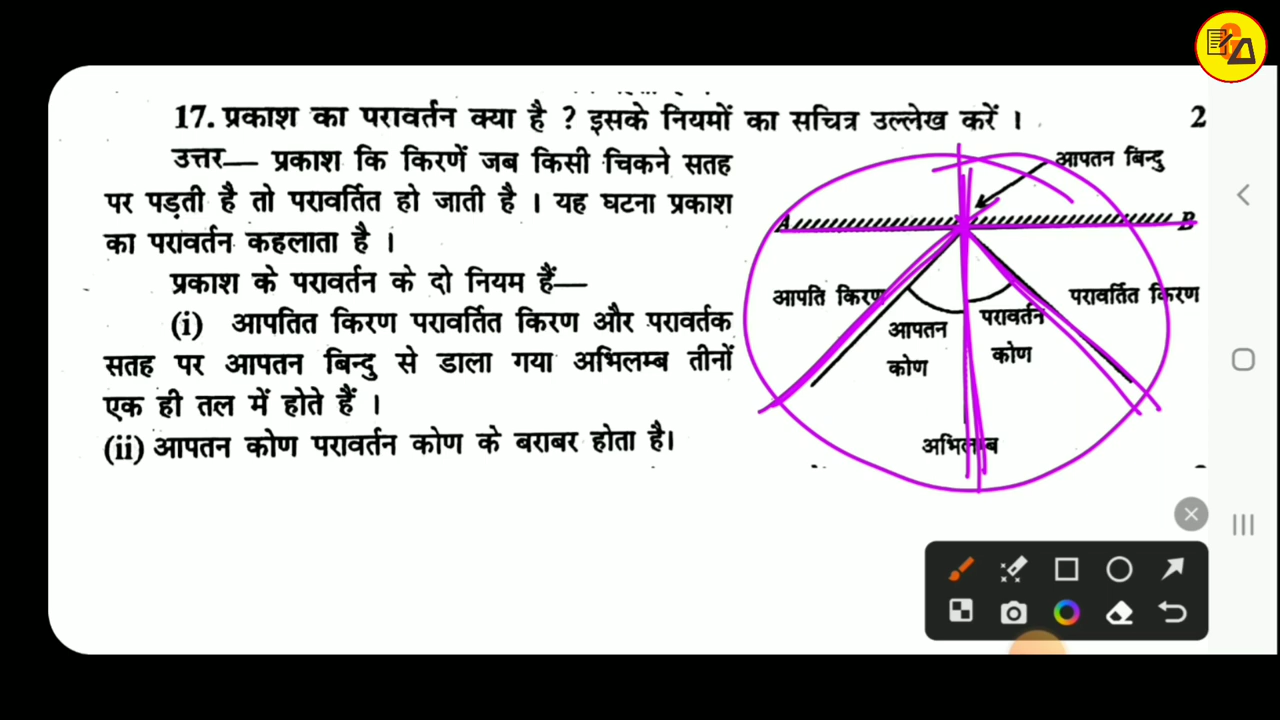 17. प्रकाश का परावर्तन क्या है ? इसके नियमों का सचित्र उल्लेख करें ।
2
उत्तर— प्रकाश कि किरणें जब किसी चिकने सतह
पर पड़ती है तो परावर्तित हो जाती है । यह घटना प्रकाश
का परावर्तन कहलाता है ।
प्रकाश के परावर्तन के दो नियम हैं—
(i) आपतित किरण परावर्तित किरण और परावर्तक
सतह पर आपतन बिन्दु से डाला गया अभिलम्ब तीनों
एक ही तल में होते हैं ।
(ii) आपतन कोण परावर्तन कोण के बराबर होता है।
आपतन बिन्दु
A
B
आपति किरण
परावर्तित किरण
आपतन
कोण
परावर्तन
कोण
अभिलम्ब